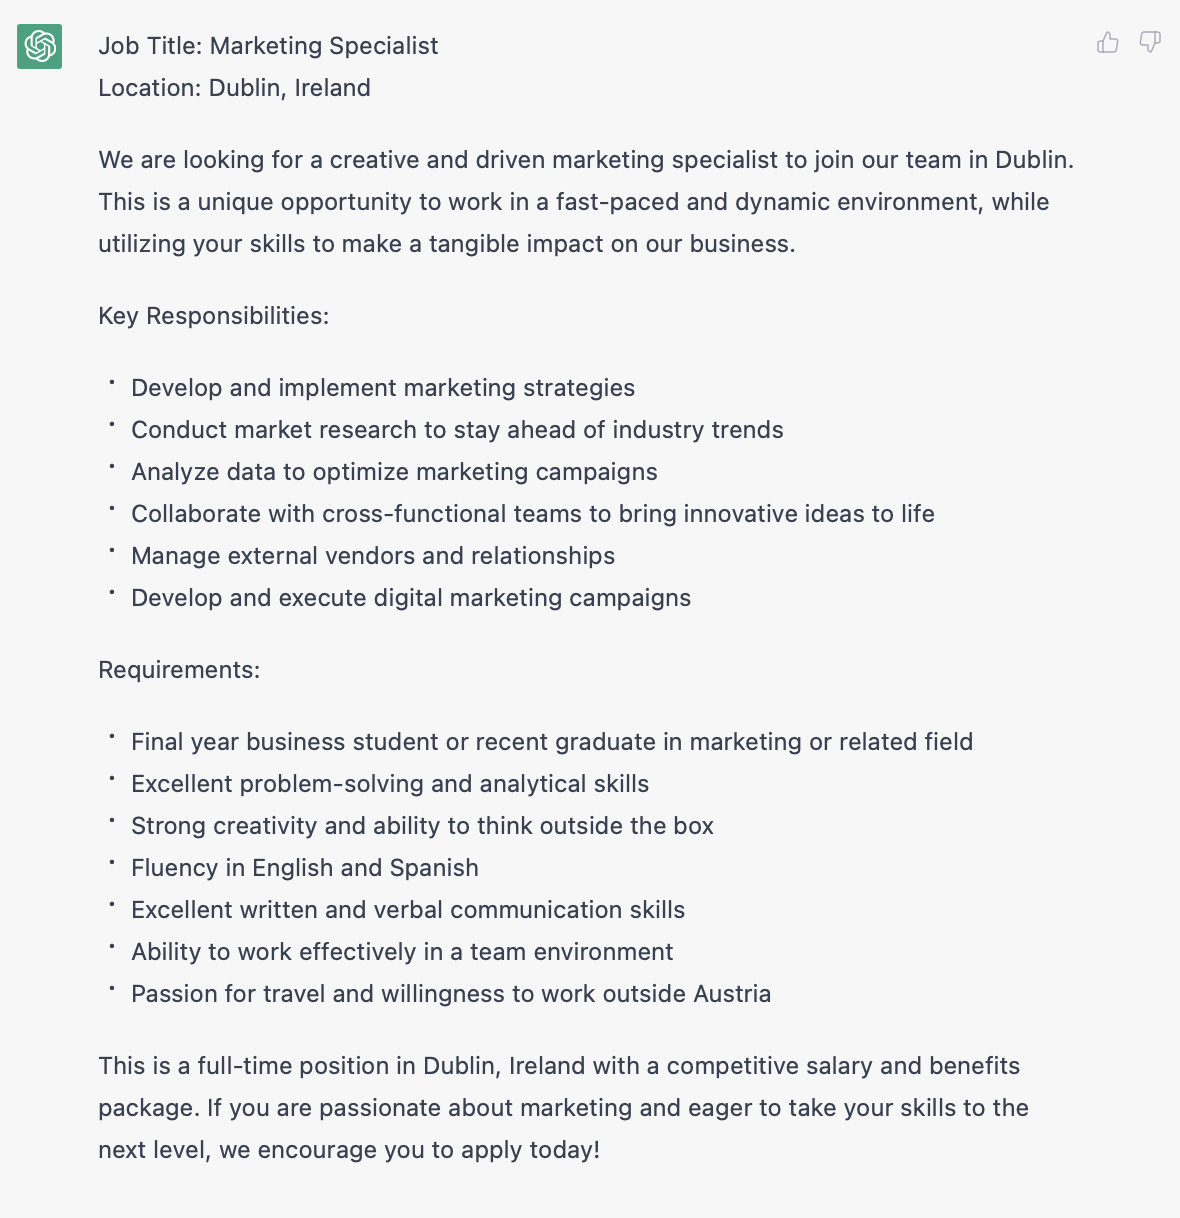 Job Title: Marketing Specialist
Location: Dublin, Ireland
We are looking for a creative and driven marketing specialist to join our team in Dublin.
This is a unique opportunity to work in a fast-paced and dynamic environment, while
utilizing your skills to make a tangible impact on our business.
Key Responsibilities:
• Develop and implement marketing strategies
• Conduct market research to stay ahead of industry trends
• Analyze data to optimize marketing campaigns
• Collaborate with cross-functional teams to bring innovative ideas to life
• Manage external vendors and relationships
• Develop and execute digital marketing campaigns
Requirements:
• Final year business student or recent graduate in marketing or related field
• Excellent problem-solving and analytical skills
• Strong creativity and ability to think outside the box
• Fluency in English and Spanish
• Excellent written and verbal communication skills
• Ability to work effectively in a team environment
• Passion for travel and willingness to work outside Austria
This is a full-time position in Dublin, Ireland with a competitive salary and benefits
package. If you are passionate about marketing and eager to take your skills to the
next level, we encourage you to apply today!